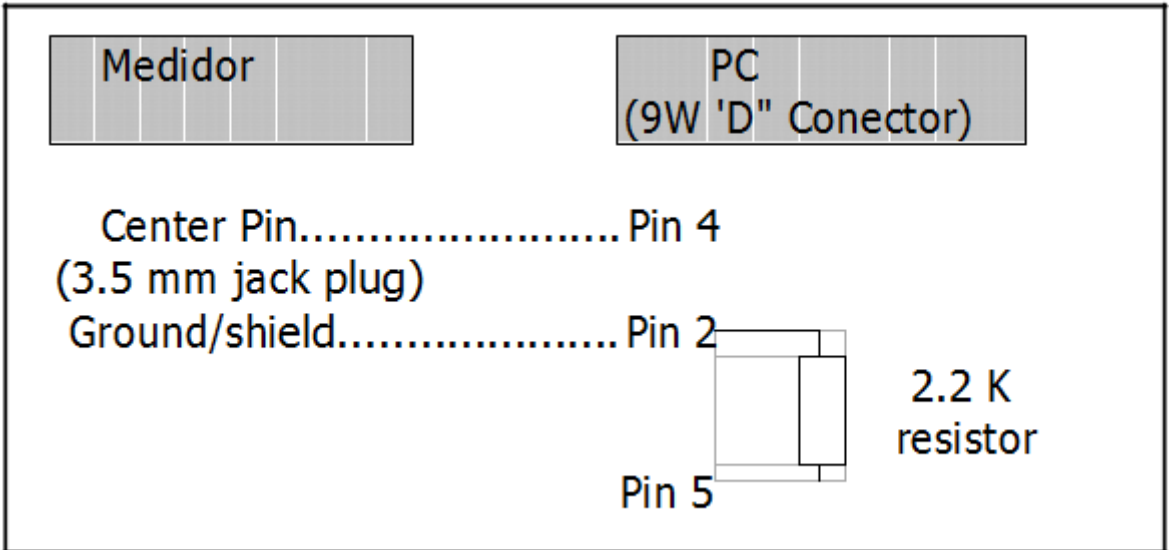 Medidor
PC
(9W 'D" Conector)
Center Pin....................... Pin 4
(3.5 mm jack plug)
Ground/shield.................... Pin 2
2.2 K
resistor
Pin 5